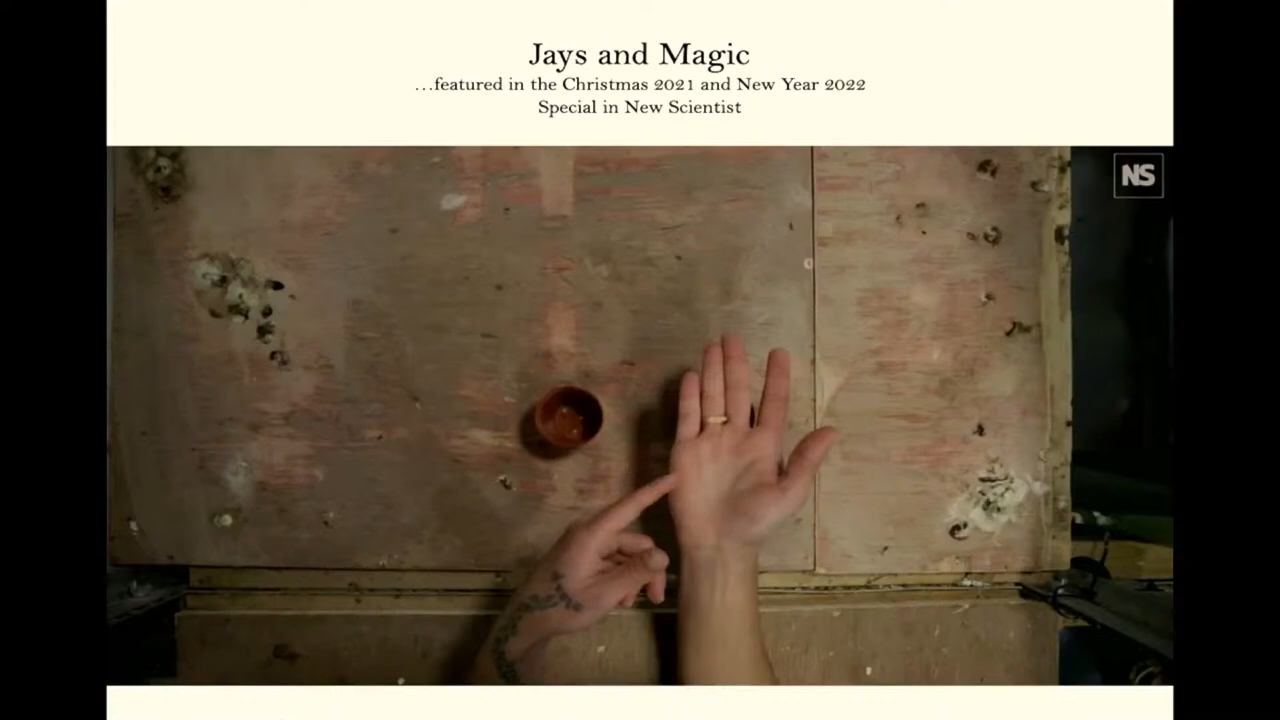 Jays and Magic
...featured in the Christmas 2021 and New Year 2022
Special in New Scientist
NS